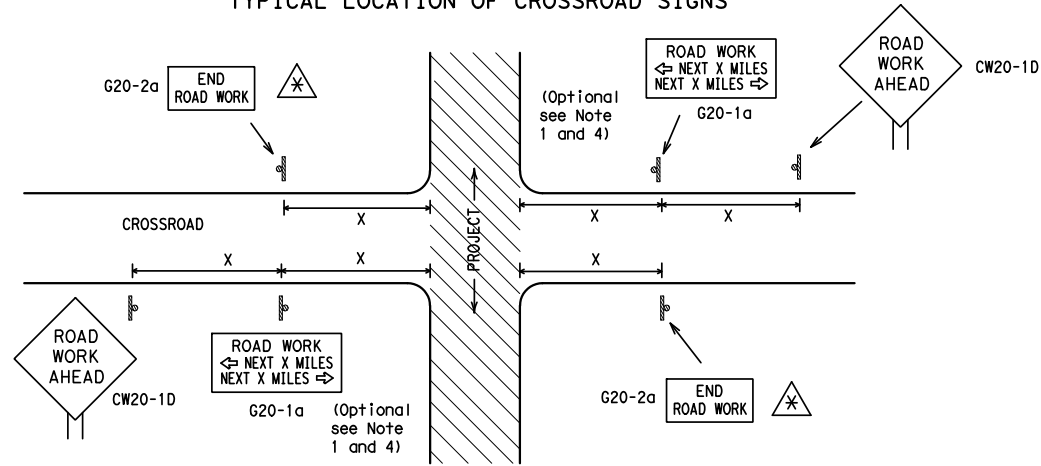 TYPICAL LOCATION OF CROSSROAD SIGNS
G20-2a
END
ROAD WORK
*
(Optional
see Note
1 and 4)
ROAD WORK
⇦ NEXT X MILES
NEXT X MILES ⇨
G20-1a
ROAD
WORK
AHEAD
CW20-1D
X
X
X
CROSSROAD
PROJECT
X
X
X
ROAD
WORK
AHEAD
CW20-1D
ROAD WORK
⇦ NEXT X MILES
NEXT X MILES ⇨
G20-1a
(Optional
see Note
1 and 4)
G20-2a
END
ROAD WORK
*